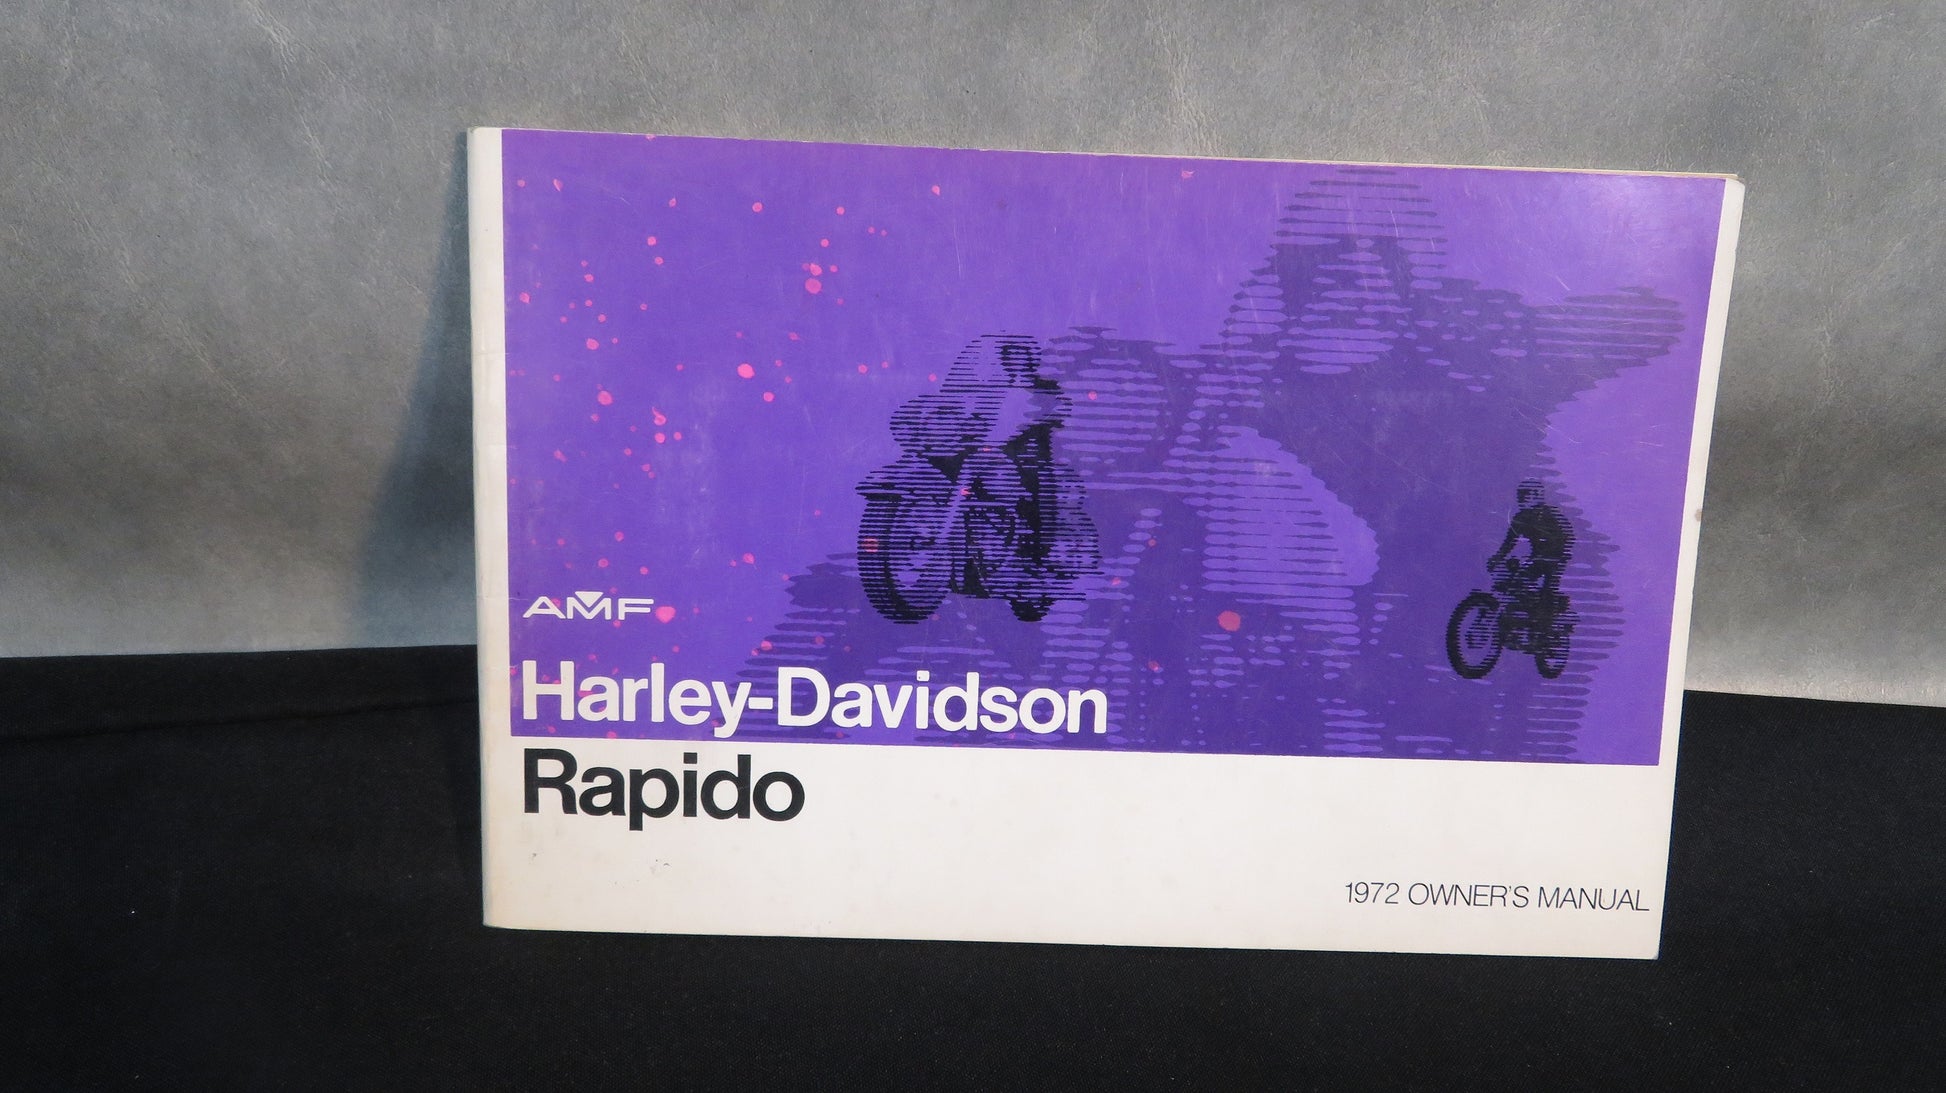 AMF
Harley-Davidson
Rapido
1972 OWNER'S MANUAL